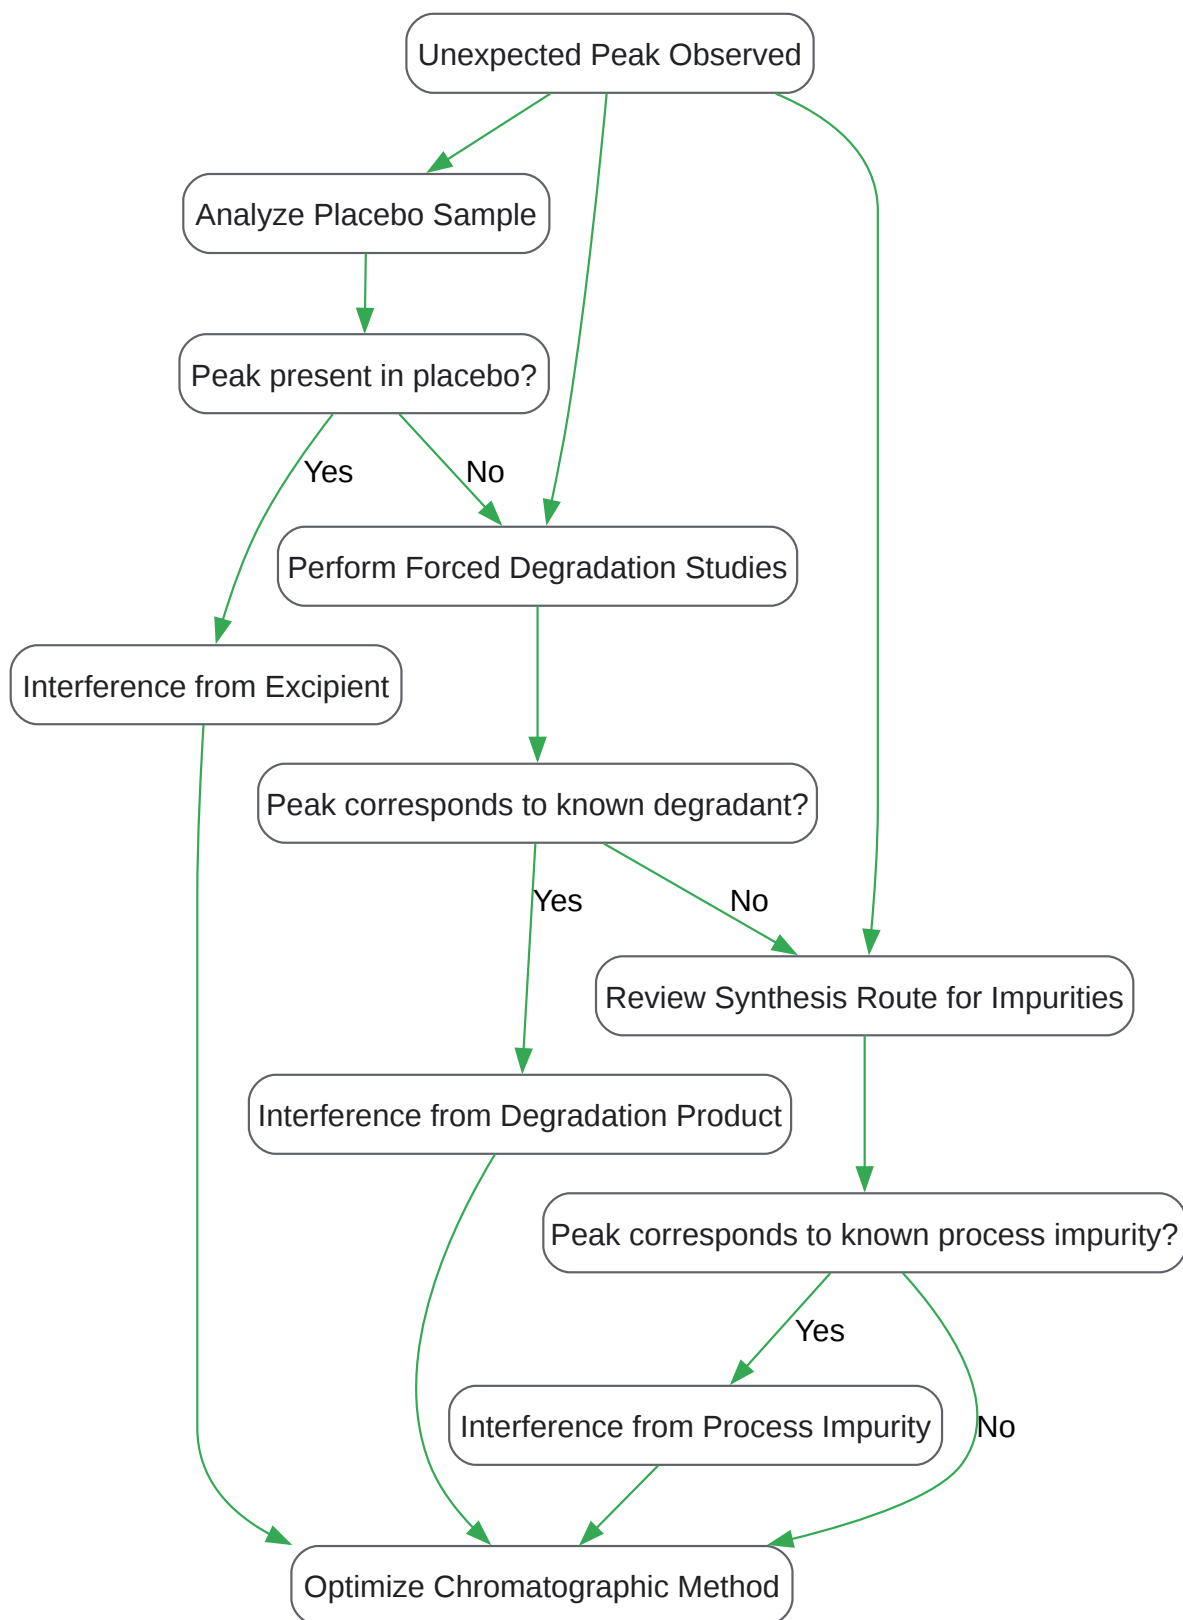 Unexpected Peak Observed
Analyze Placebo Sample
Peak present in placebo?
Yes
No
Perform Forced Degradation Studies
Interference from Excipient
Peak corresponds to known degradant?
Yes
No
Review Synthesis Route for Impurities
Interference from Degradation Product
Peak corresponds to known process impurity?
Yes
Interference from Process Impurity
No
Optimize Chromatographic Method